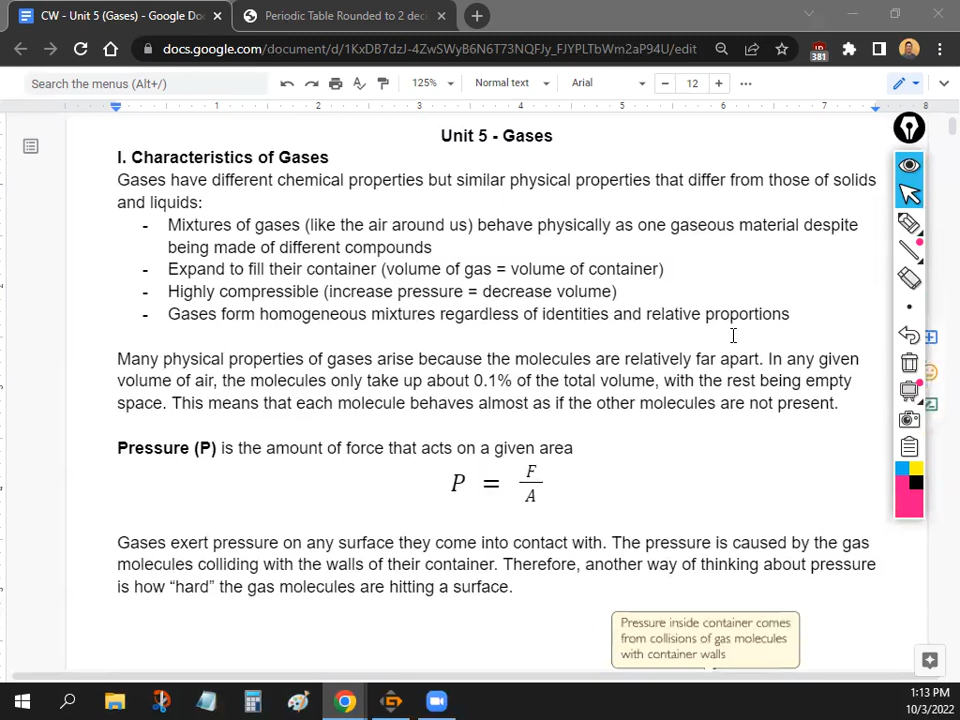 CW - Unit 5 (Gases) - Google Do
Periodic Table Rounded to 2 dec
docs.google.com/document/d/1KxDB7dzJ-4ZwSWyB6N6T73NQFJy_FJYPLTbWm2aP94U/edit
381
Search the menus (Alt+/)
125%
Normal text
Arial
12
1 2 3 4 5 6 7 8
Unit 5 - Gases
I. Characteristics of Gases
Gases have different chemical properties but similar physical properties that differ from those of solids
and liquids:
- Mixtures of gases (like the air around us) behave physically as one gaseous material despite
being made of different compounds
- Expand to fill their container (volume of gas = volume of container)
- Highly compressible (increase pressure = decrease volume)
- Gases form homogeneous mixtures regardless of identities and relative proportions
Many physical properties of gases arise because the molecules are relatively far apart. In any given
volume of air, the molecules only take up about 0.1% of the total volume, with the rest being empty
space. This means that each molecule behaves almost as if the other molecules are not present.
Pressure (P) is the amount of force that acts on a given area
P = F/A
Gases exert pressure on any surface they come into contact with. The pressure is caused by the gas
molecules colliding with the walls of their container. Therefore, another way of thinking about pressure
is how “hard” the gas molecules are hitting a surface.
Pressure inside container comes
from collisions of gas molecules
with container walls
1:13 PM
10/3/2022